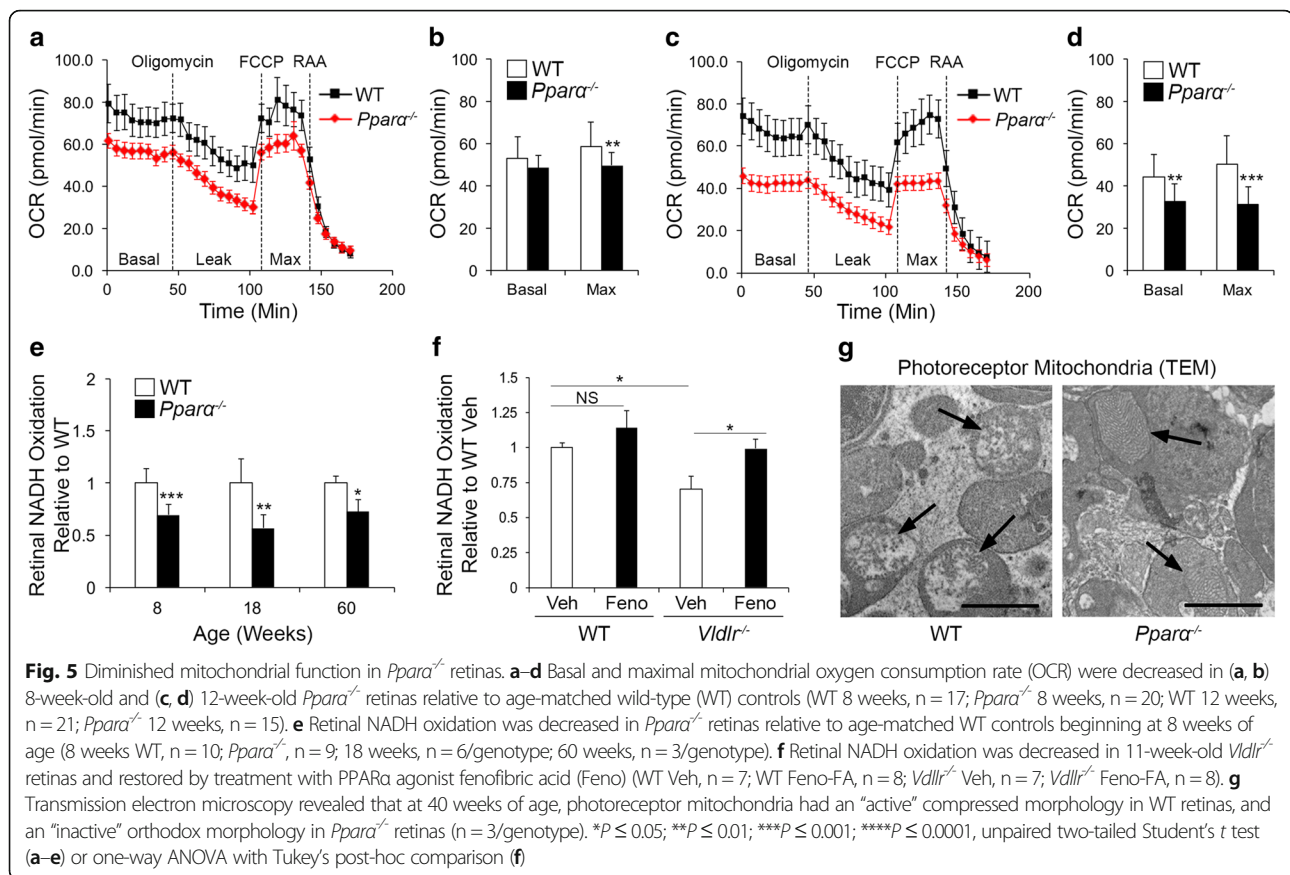 a
Oligomycin FCCP RAA
100.0
80.0
60.0
40.0
20.0
0.0
OCR (pmol/min)
WT
Pparα-/-
Basal Leak Max
0 50 100 150 200
Time (Min)
b
100
80
60
40
20
0
OCR (pmol/min)
WT
Pparα-/-
**
Basal Max
c
Oligomycin FCCP RAA
100.0
80.0
60.0
40.0
20.0
0.0
OCR (pmol/min)
WT
Pparα-/-
Basal Leak Max
0 50 100 150 200
Time (Min)
d
100
80
60
40
20
0
OCR (pmol/min)
WT
Pparα-/-
** ***
Basal Max
e
2
1.5
1
0.5
0
Retinal NADH Oxidation
Relative to WT
WT
Pparα-/-
*** ** *
8 18 60
Age (Weeks)
f
1.5
1.25
1
0.75
0.5
0.25
0
Retinal NADH Oxidation
Relative to WT Veh
*
NS
*
Veh Feno Veh Feno
WT Vldlr-/-
g
Photoreceptor Mitochondria (TEM)
WT Pparα-/-
Fig. 5 Diminished mitochondrial function in Pparα-/- retinas. a–d Basal and maximal mitochondrial oxygen consumption rate (OCR) were decreased in (a, b)
8-week-old and (c, d) 12-week-old Pparα-/- retinas relative to age-matched wild-type (WT) controls (WT 8 weeks, n = 17; Pparα-/- 8 weeks, n = 20; WT 12 weeks,
n = 21; Pparα-/- 12 weeks, n = 15). e Retinal NADH oxidation was decreased in Pparα-/- retinas relative to age-matched WT controls beginning at 8 weeks of
age (8 weeks WT, n = 10; Pparα-/-, n = 9; 18 weeks, n = 6/genotype; 60 weeks, n = 3/genotype). f Retinal NADH oxidation was decreased in 11-week-old Vldlr-/-
retinas and restored by treatment with PPARα agonist fenofibric acid (Feno) (WT Veh, n = 7; WT Feno-FA, n = 8; Vdllr-/- Veh, n = 7; Vdllr-/- Feno-FA, n = 8). g
Transmission electron microscopy revealed that at 40 weeks of age, photoreceptor mitochondria had an “active” compressed morphology in WT retinas, and
an “inactive” orthodox morphology in Pparα-/- retinas (n = 3/genotype). *P ≤ 0.05; **P ≤ 0.01; ***P ≤ 0.001; ****P ≤ 0.0001, unpaired two-tailed Student’s t test
(a–e) or one-way ANOVA with Tukey’s post-hoc comparison (f)